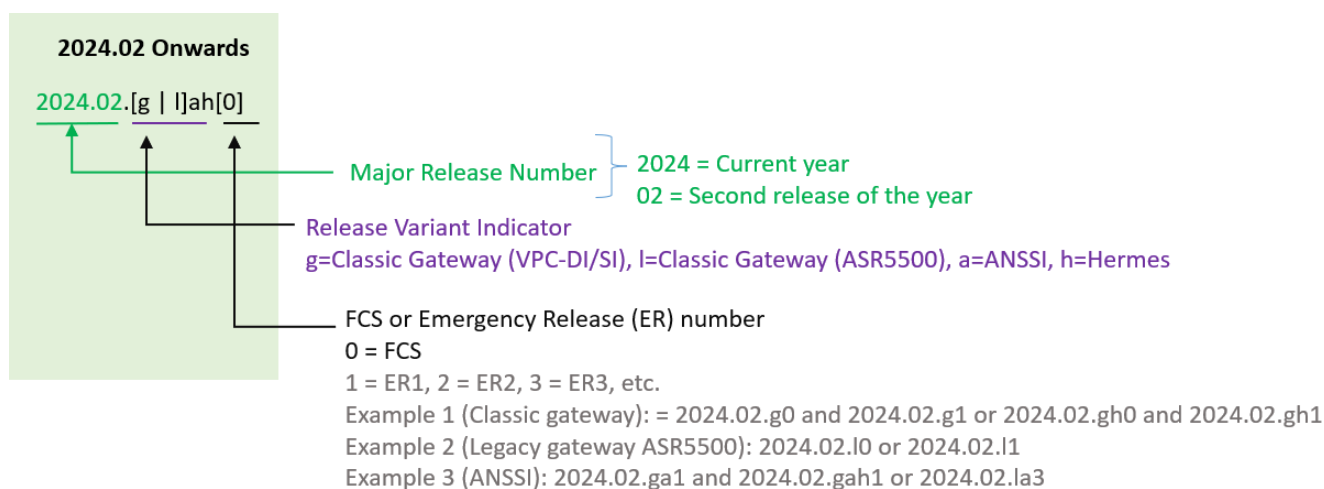 2024.02 Onwards
2024.02.[g | l]ah[0]
Major Release Number
2024 = Current year
02 = Second release of the year
Release Variant Indicator
g=Classic Gateway (VPC-DI/SI), l=Classic Gateway (ASR5500), a=ANSSI, h=Hermes
FCS or Emergency Release (ER) number
0 = FCS
1 = ER1, 2 = ER2, 3 = ER3, etc.
Example 1 (Classic gateway): = 2024.02.g0 and 2024.02.g1 or 2024.02.gh0 and 2024.02.gh1
Example 2 (Legacy gateway ASR5500): 2024.02.l0 or 2024.02.l1
Example 3 (ANSSI): 2024.02.ga1 and 2024.02.gah1 or 2024.02.la3